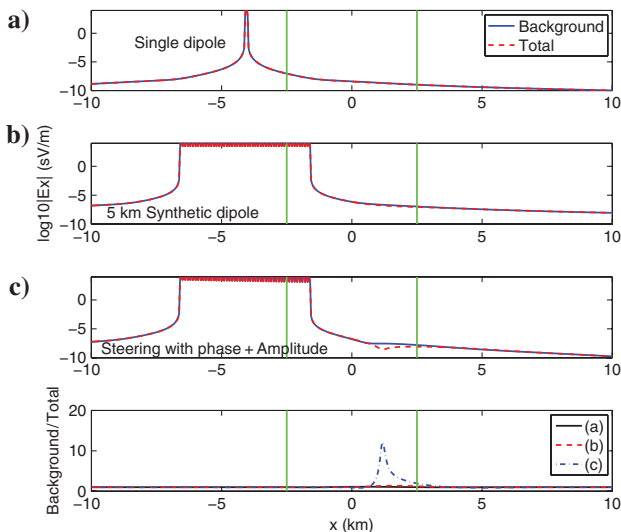 a)
Single dipole
Background
Total
0
−5
−10
−10 −5 0 5 10
b)
log10|Ex| (sV/m)
0
−5
−10
5 km Synthetic dipole
−10 −5 0 5 10
c)
0
−5
−10
Steering with phase + Amplitude
−10 −5 0 5 10
Background/Total
20
10
0
(a)
(b)
(c)
−10 −5 0 5 10
x (km)